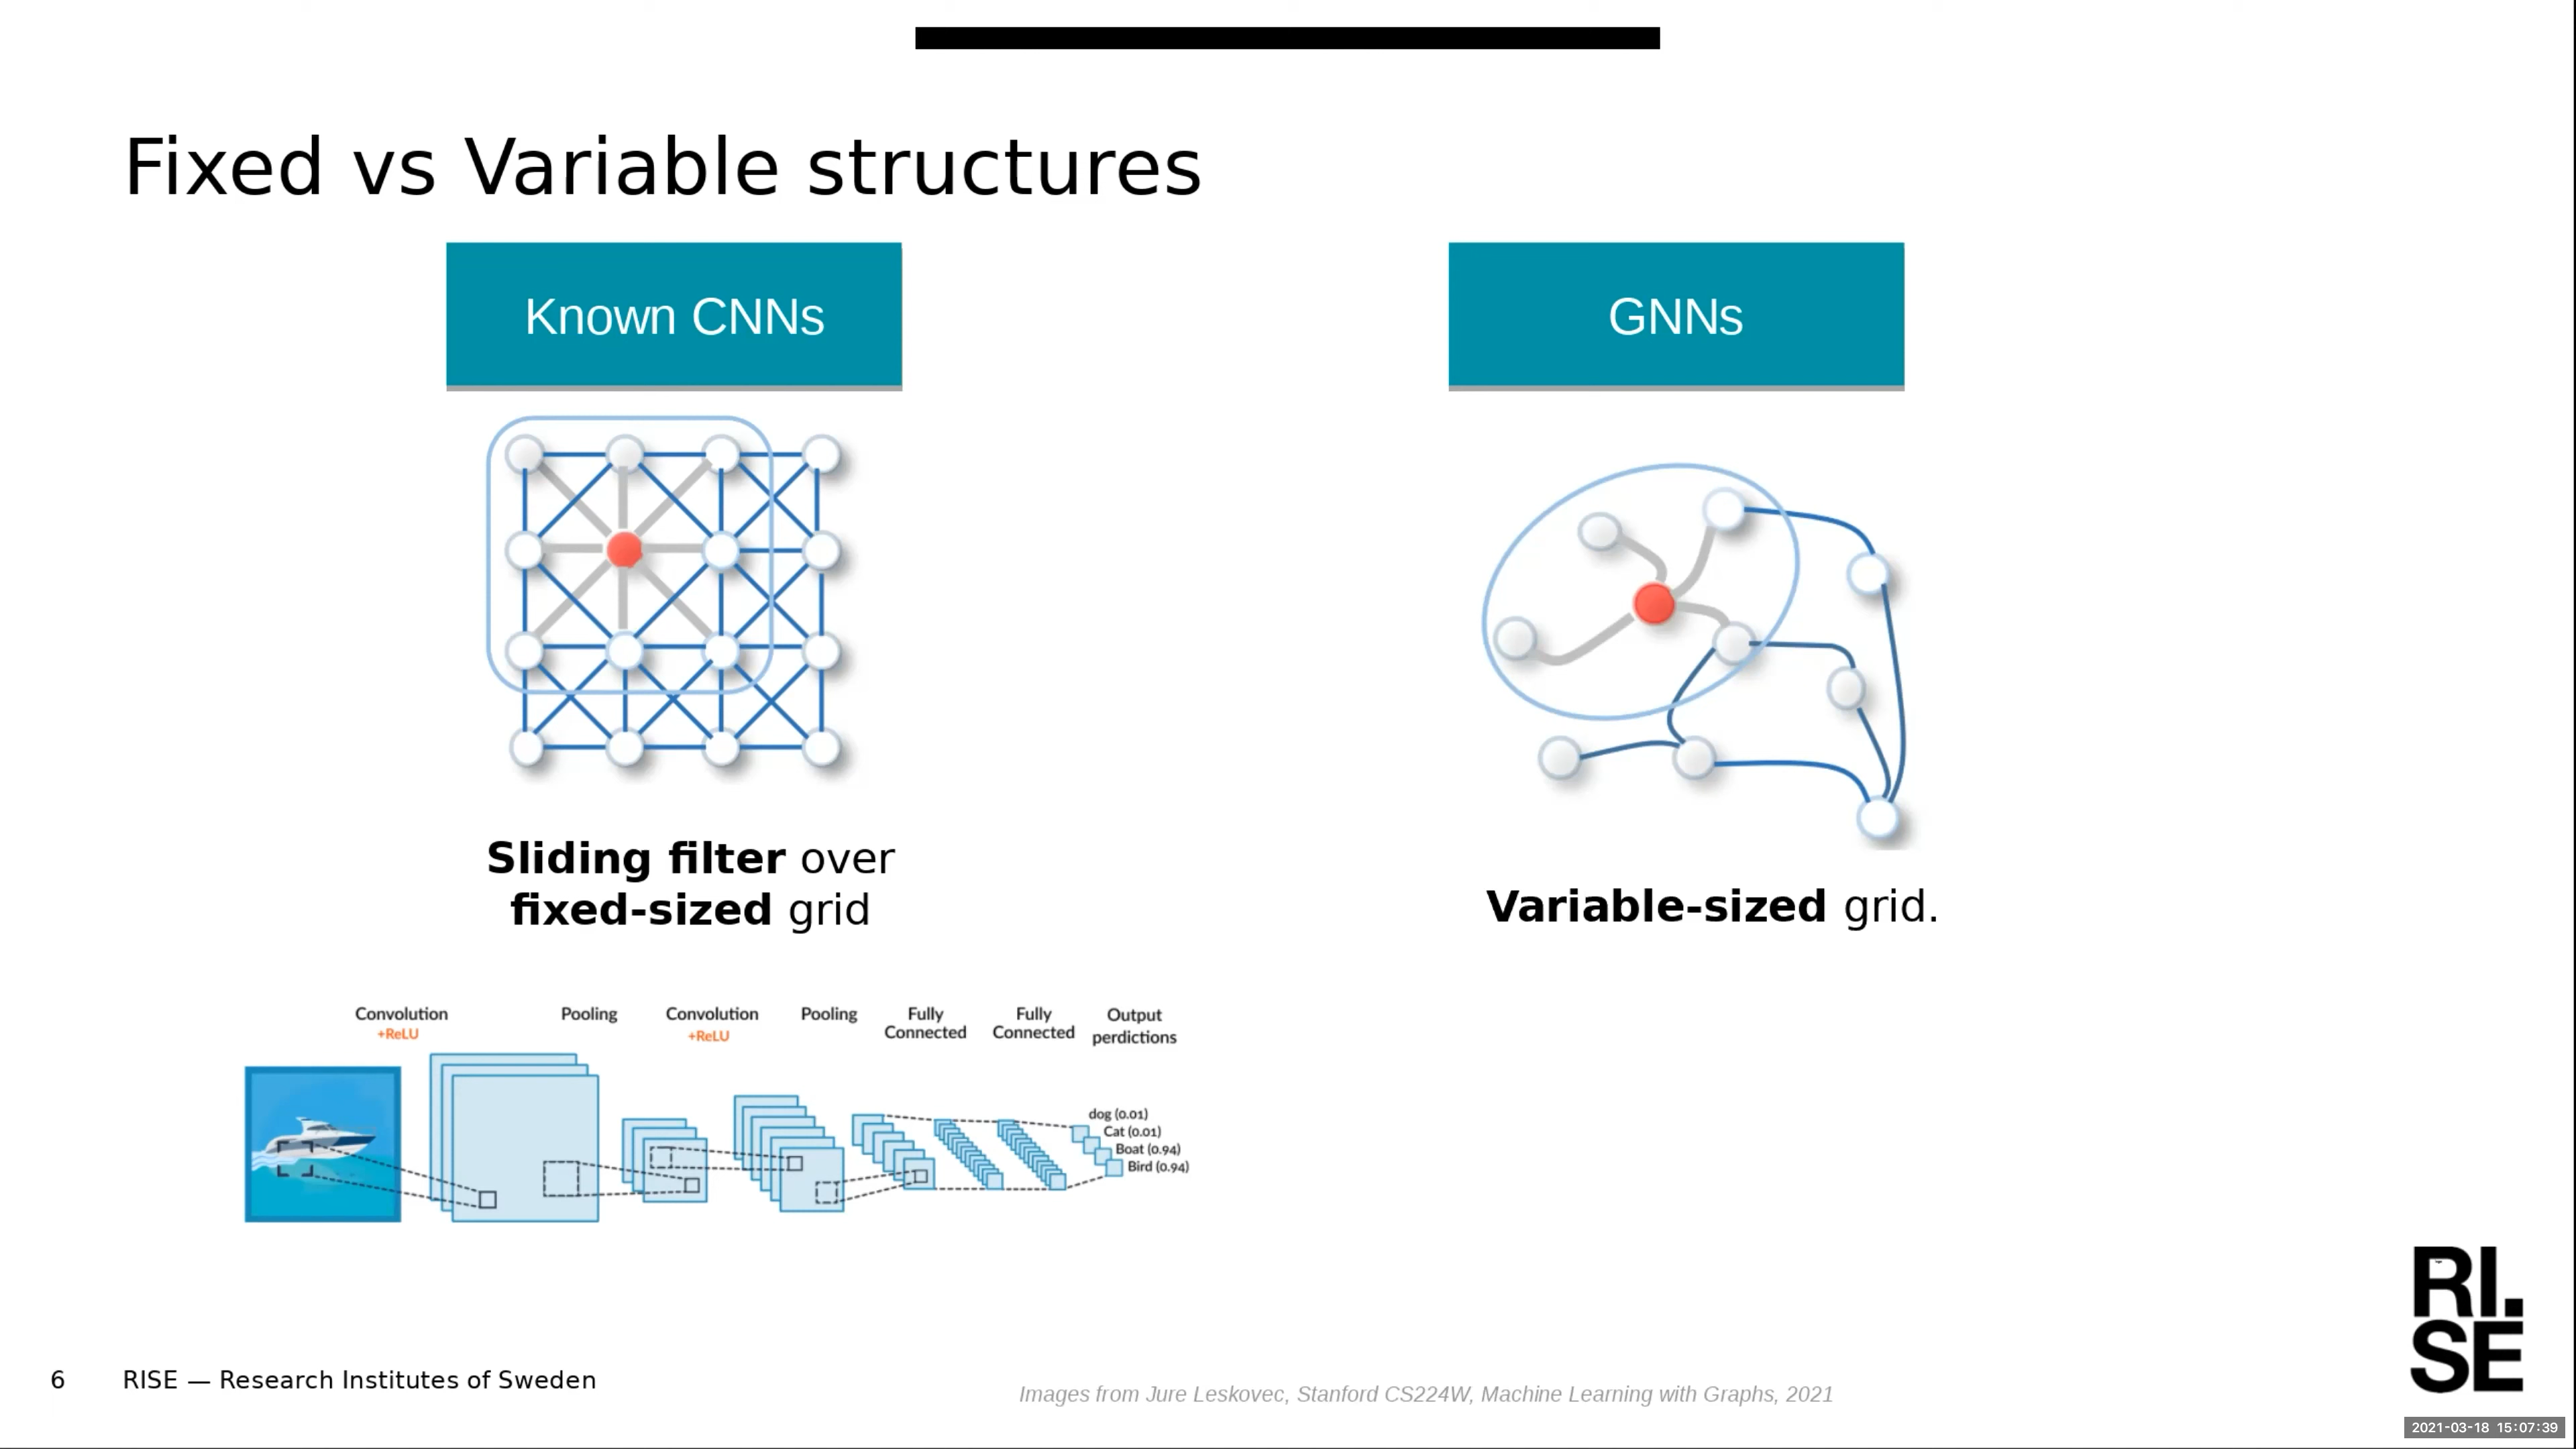 Fixed vs Variable structures
Known CNNs
GNNs
Sliding filter over
fixed-sized grid
Variable-sized grid.
Convolution
+ReLU
Pooling
Convolution
+ReLU
Pooling
Fully
Connected
Fully
Connected
Output
perdictions
dog (0.01)
Cat (0.01)
Boat (0.94)
Bird (0.94)
RI.
SE
6
RISE — Research Institutes of Sweden
Images from Jure Leskovec, Stanford CS224W, Machine Learning with Graphs, 2021
2021-03-18 15:07:39